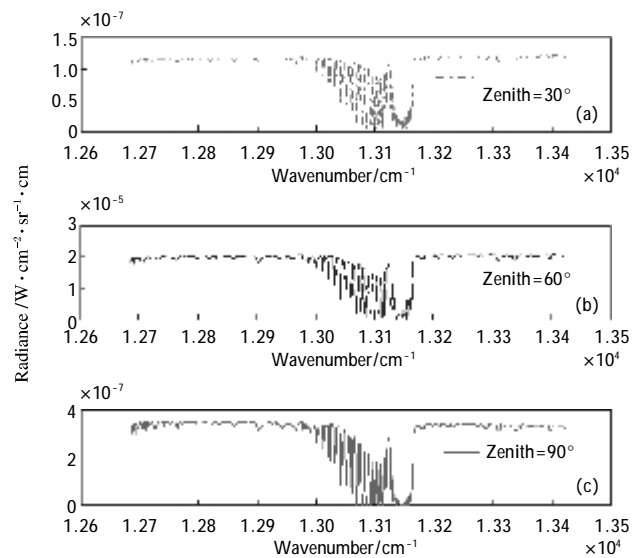 ×10⁻⁷
1.5
1.0
0.5
0
Zenith=30°
(a)
1.26 1.27 1.28 1.29 1.30 1.31 1.32 1.33 1.34 1.35
Wavenumber/cm⁻¹
×10⁴
Radiance /W·cm⁻²·sr⁻¹·cm
×10⁻⁵
3
2
1
0
Zenith=60°
(b)
1.26 1.27 1.28 1.29 1.30 1.31 1.32 1.33 1.34 1.35
Wavenumber/cm⁻¹
×10⁴
×10⁻⁷
4
2
0
Zenith=90°
(c)
1.26 1.27 1.28 1.29 1.30 1.31 1.32 1.33 1.34 1.35
Wavenumber/cm⁻¹
×10⁴